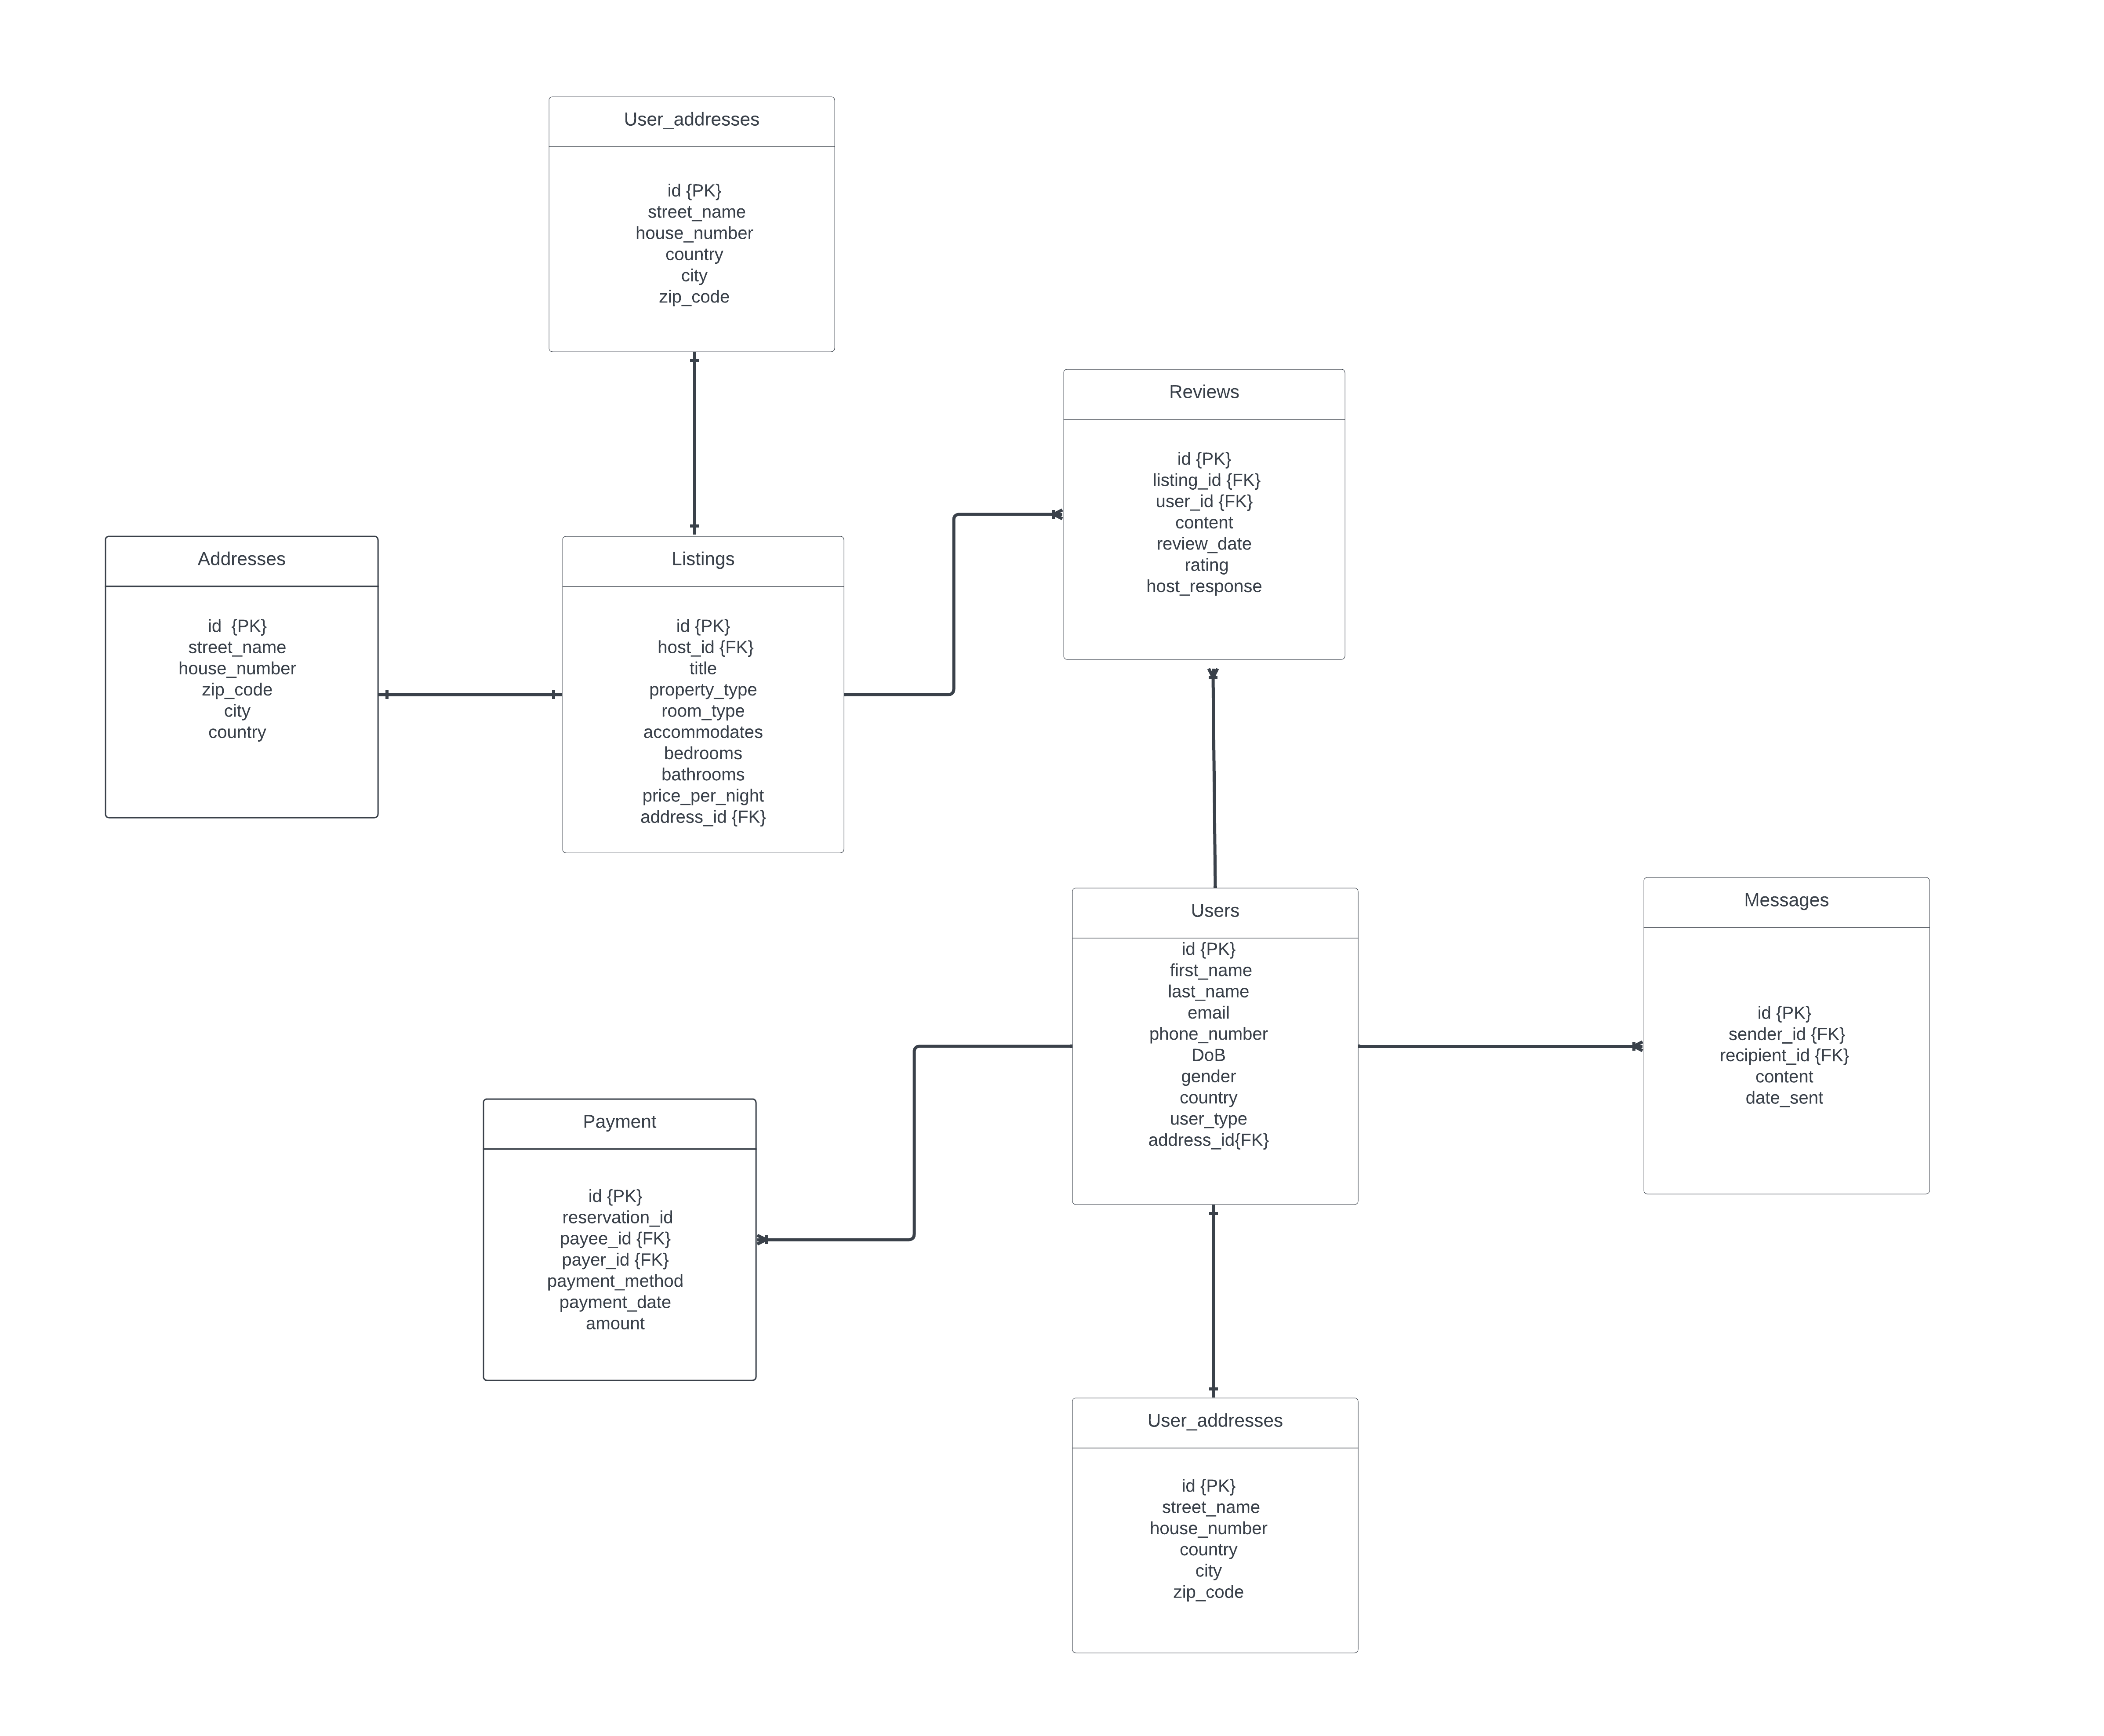 User_addresses
id {PK}
street_name
house_number
country
city
zip_code
Reviews
id {PK}
listing_id {FK}
user_id {FK}
content
review_date
rating
host_response
Addresses
id  {PK}
street_name
house_number
zip_code
city
country
Listings
id {PK}
host_id {FK}
title
property_type
room_type
accommodates
bedrooms
bathrooms
price_per_night
address_id {FK}
Users
id {PK}
first_name
last_name
email
phone_number
DoB
gender
country
user_type
address_id{FK}
Messages
id {PK}
sender_id {FK}
recipient_id {FK}
content
date_sent
Payment
id {PK}
reservation_id
payee_id {FK}
payer_id {FK}
payment_method
payment_date
amount
User_addresses
id {PK}
street_name
house_number
country
city
zip_code